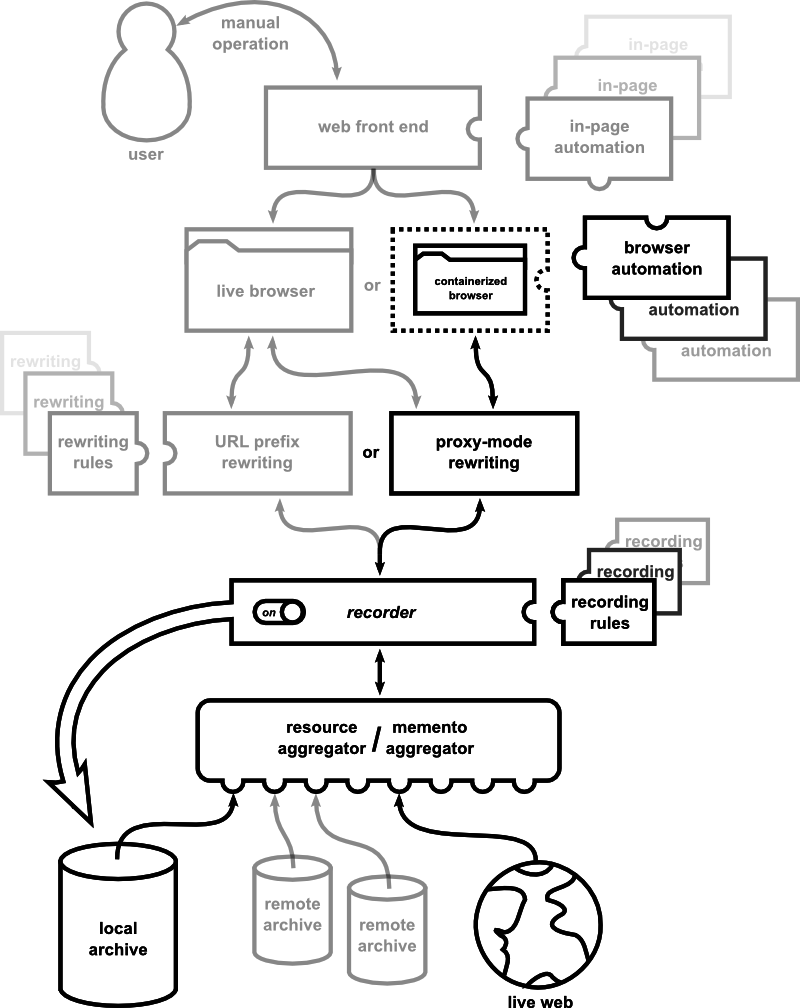 manual
operation
user
web front end
in-page
in-page
in-page
automation
live browser
or
containerized
browser
browser
automation
automation
automation
rewriting
rewriting
rewriting
rules
URL prefix
rewriting
or
proxy-mode
rewriting
on
recorder
recording
recording
recording
rules
resource
aggregator
/
memento
aggregator
local
archive
remote
archive
remote
archive
live web